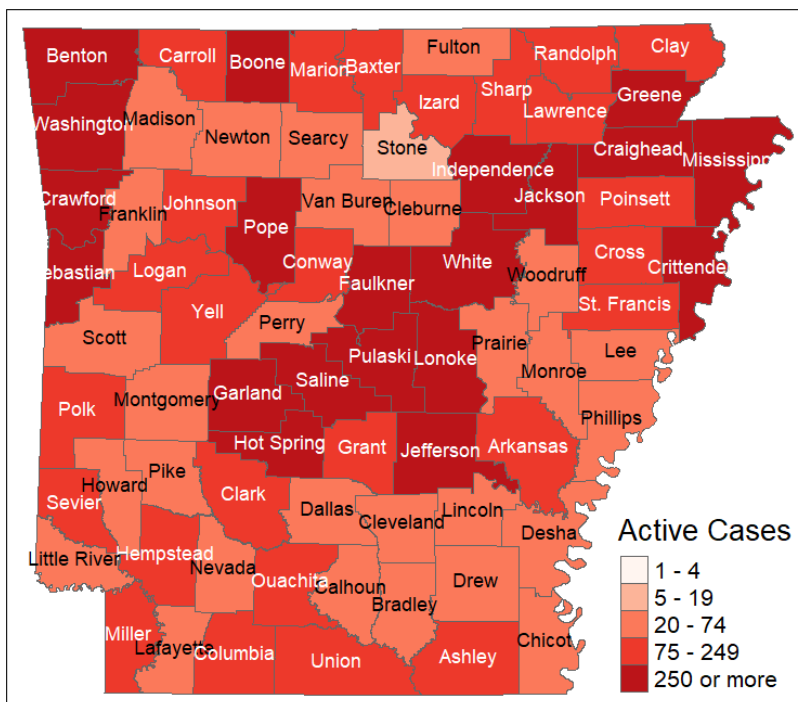 Benton
Carroll
Boone
Marion
Baxter
Fulton
Randolph
Clay
Izard
Sharp
Lawrence
Greene
Washington
Madison
Newton
Searcy
Stone
Independence
Craighead
Mississipp
Jackson
Poinsett
Crawford
Franklin
Johnson
Pope
Van Buren
Cleburne
ebastian
Logan
Conway
Faulkner
White
Woodruff
Cross
Crittende
St. Francis
Yell
Scott
Perry
Pulaski
Lonoke
Prairie
Monroe
Lee
Phillips
Polk
Montgomery
Garland
Saline
Hot Spring
Grant
Jefferson
Arkansas
Howard
Pike
Sevier
Clark
Dallas
Cleveland
Lincoln
Desha
Little River
Hempstead
Nevada
Ouachita
Calhoun
Bradley
Drew
Chicot
Miller
Lafayette
Columbia
Union
Ashley
Active Cases
1 - 4
5 - 19
20 - 74
75 - 249
250 or more